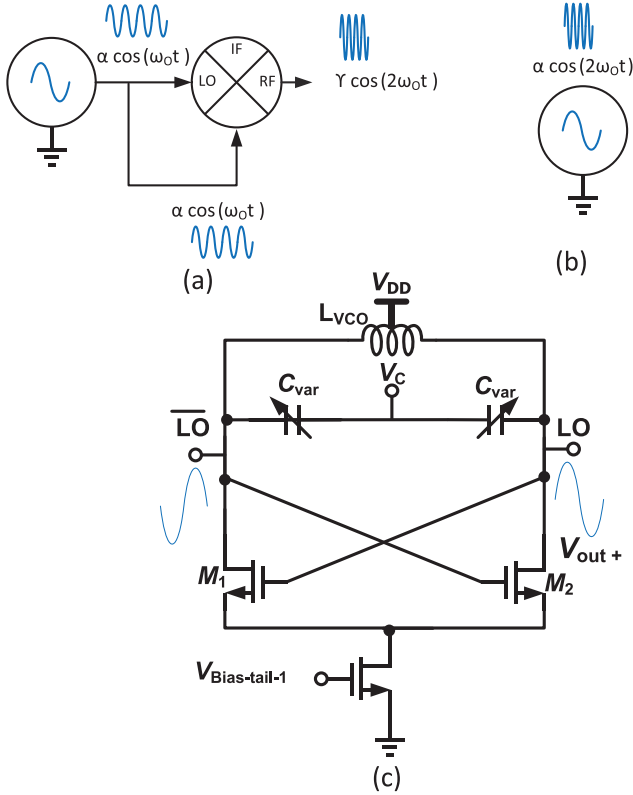 α cos(ω₀t)
LO
IF
RF
ϒ cos(2ω₀t)
α cos(ω₀t)
(a)
α cos(2ω₀t)
(b)
V_DD
L_VCO
V_C
C_var
C_var
L̅O̅
LO
V_out +
M₁
M₂
V_Bias-tail-1
(c)